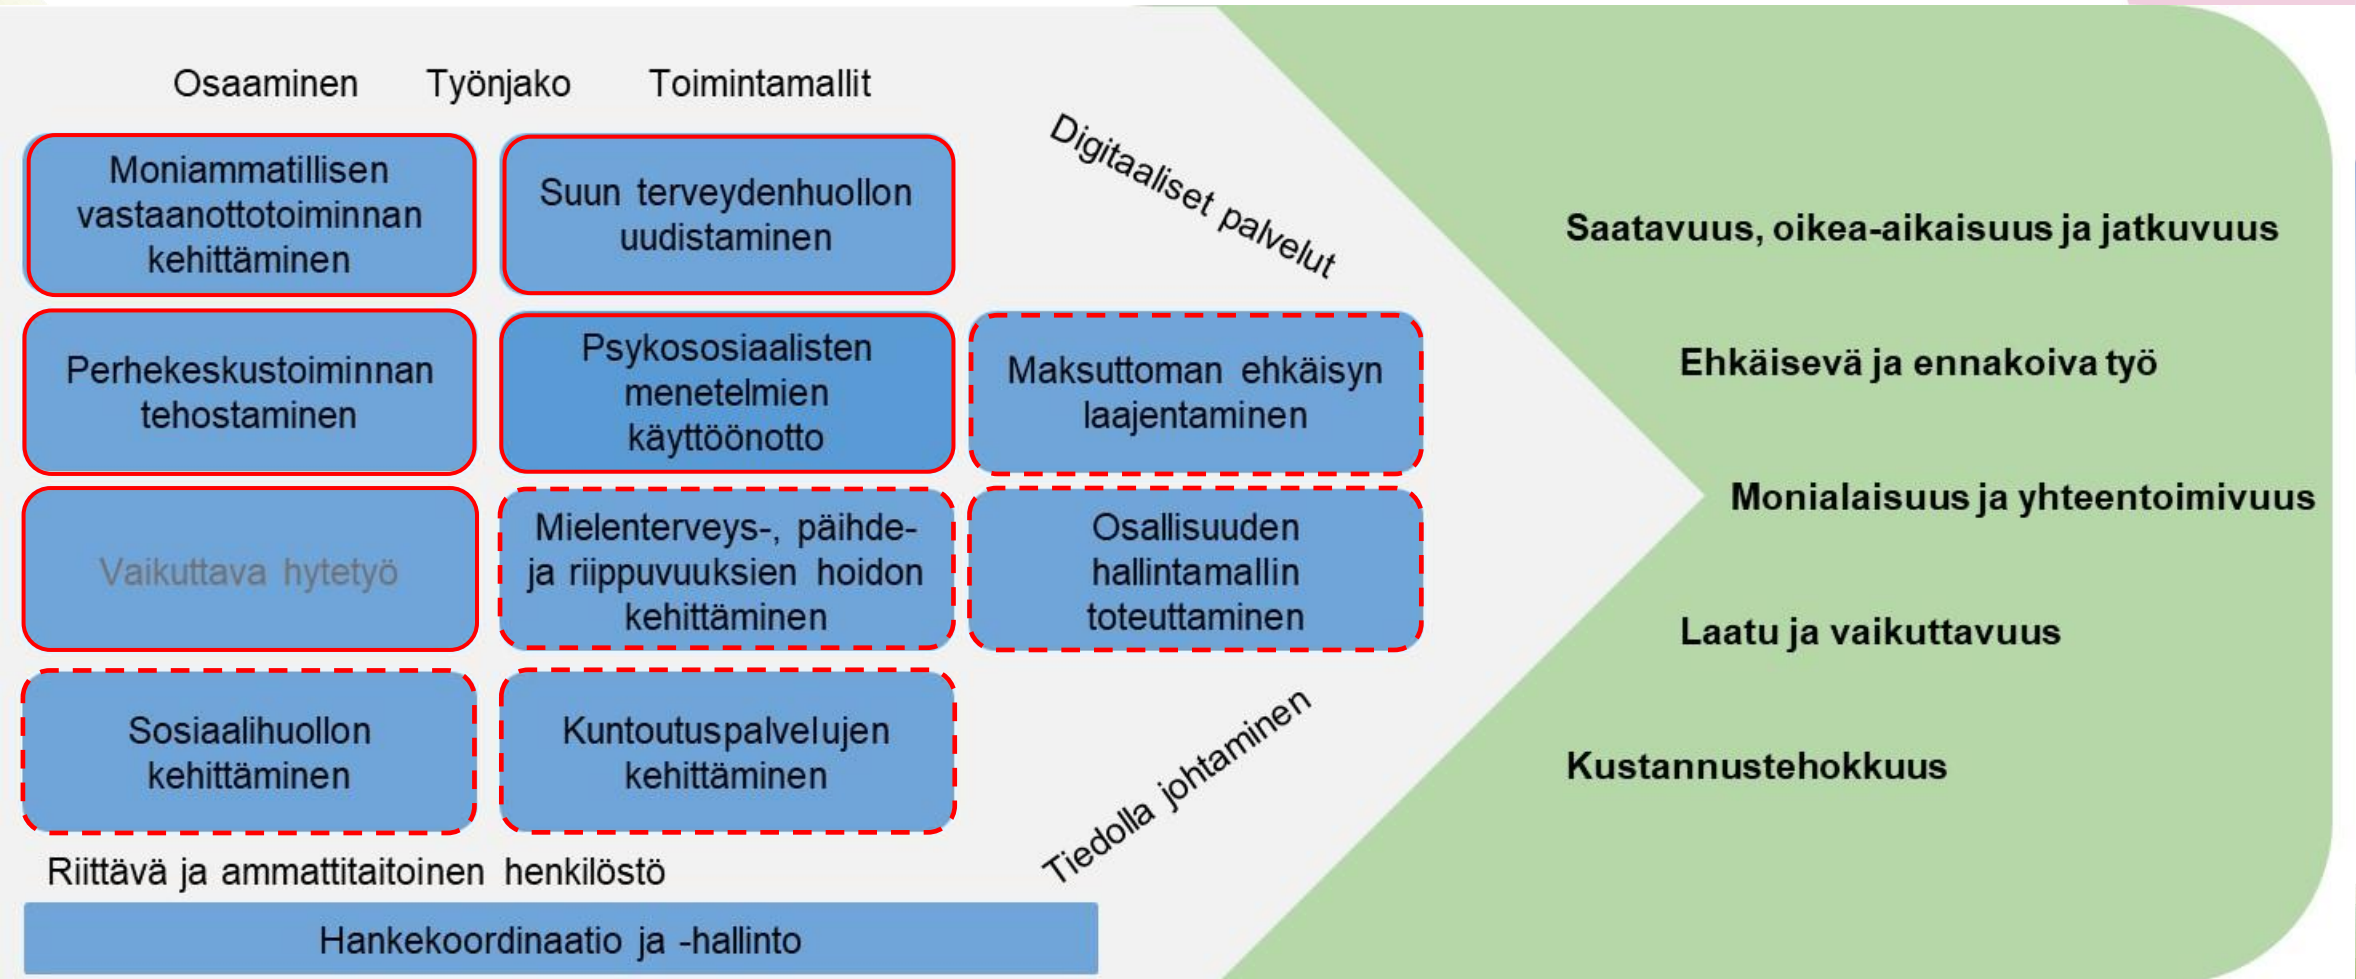 Osaaminen Työnjako Toimintamallit
Moniammatillisen
vastaanottotoiminnan
kehittäminen
Suun terveydenhuollon
uudistaminen
Digitaaliset palvelut
Perhekeskustoiminnan
tehostaminen
Psykososiaalisten
menetelmien
käyttöönotto
Maksuttoman ehkäisyn
laajentaminen
Vaikuttava hytetyö
Mielenterveys-, päihde-
ja riippuvuuksien hoidon
kehittäminen
Osallisuuden
hallintamallin
toteuttaminen
Sosiaalihuollon
kehittäminen
Kuntoutuspalvelujen
kehittäminen
Tiedolla johtaminen
Riittävä ja ammattitaitoinen henkilöstö
Hankekoordinaatio ja -hallinto
Saatavuus, oikea-aikaisuus ja jatkuvuus
Ehkäisevä ja ennakoiva työ
Monialaisuus ja yhteentoimivuus
Laatu ja vaikuttavuus
Kustannustehokkuus